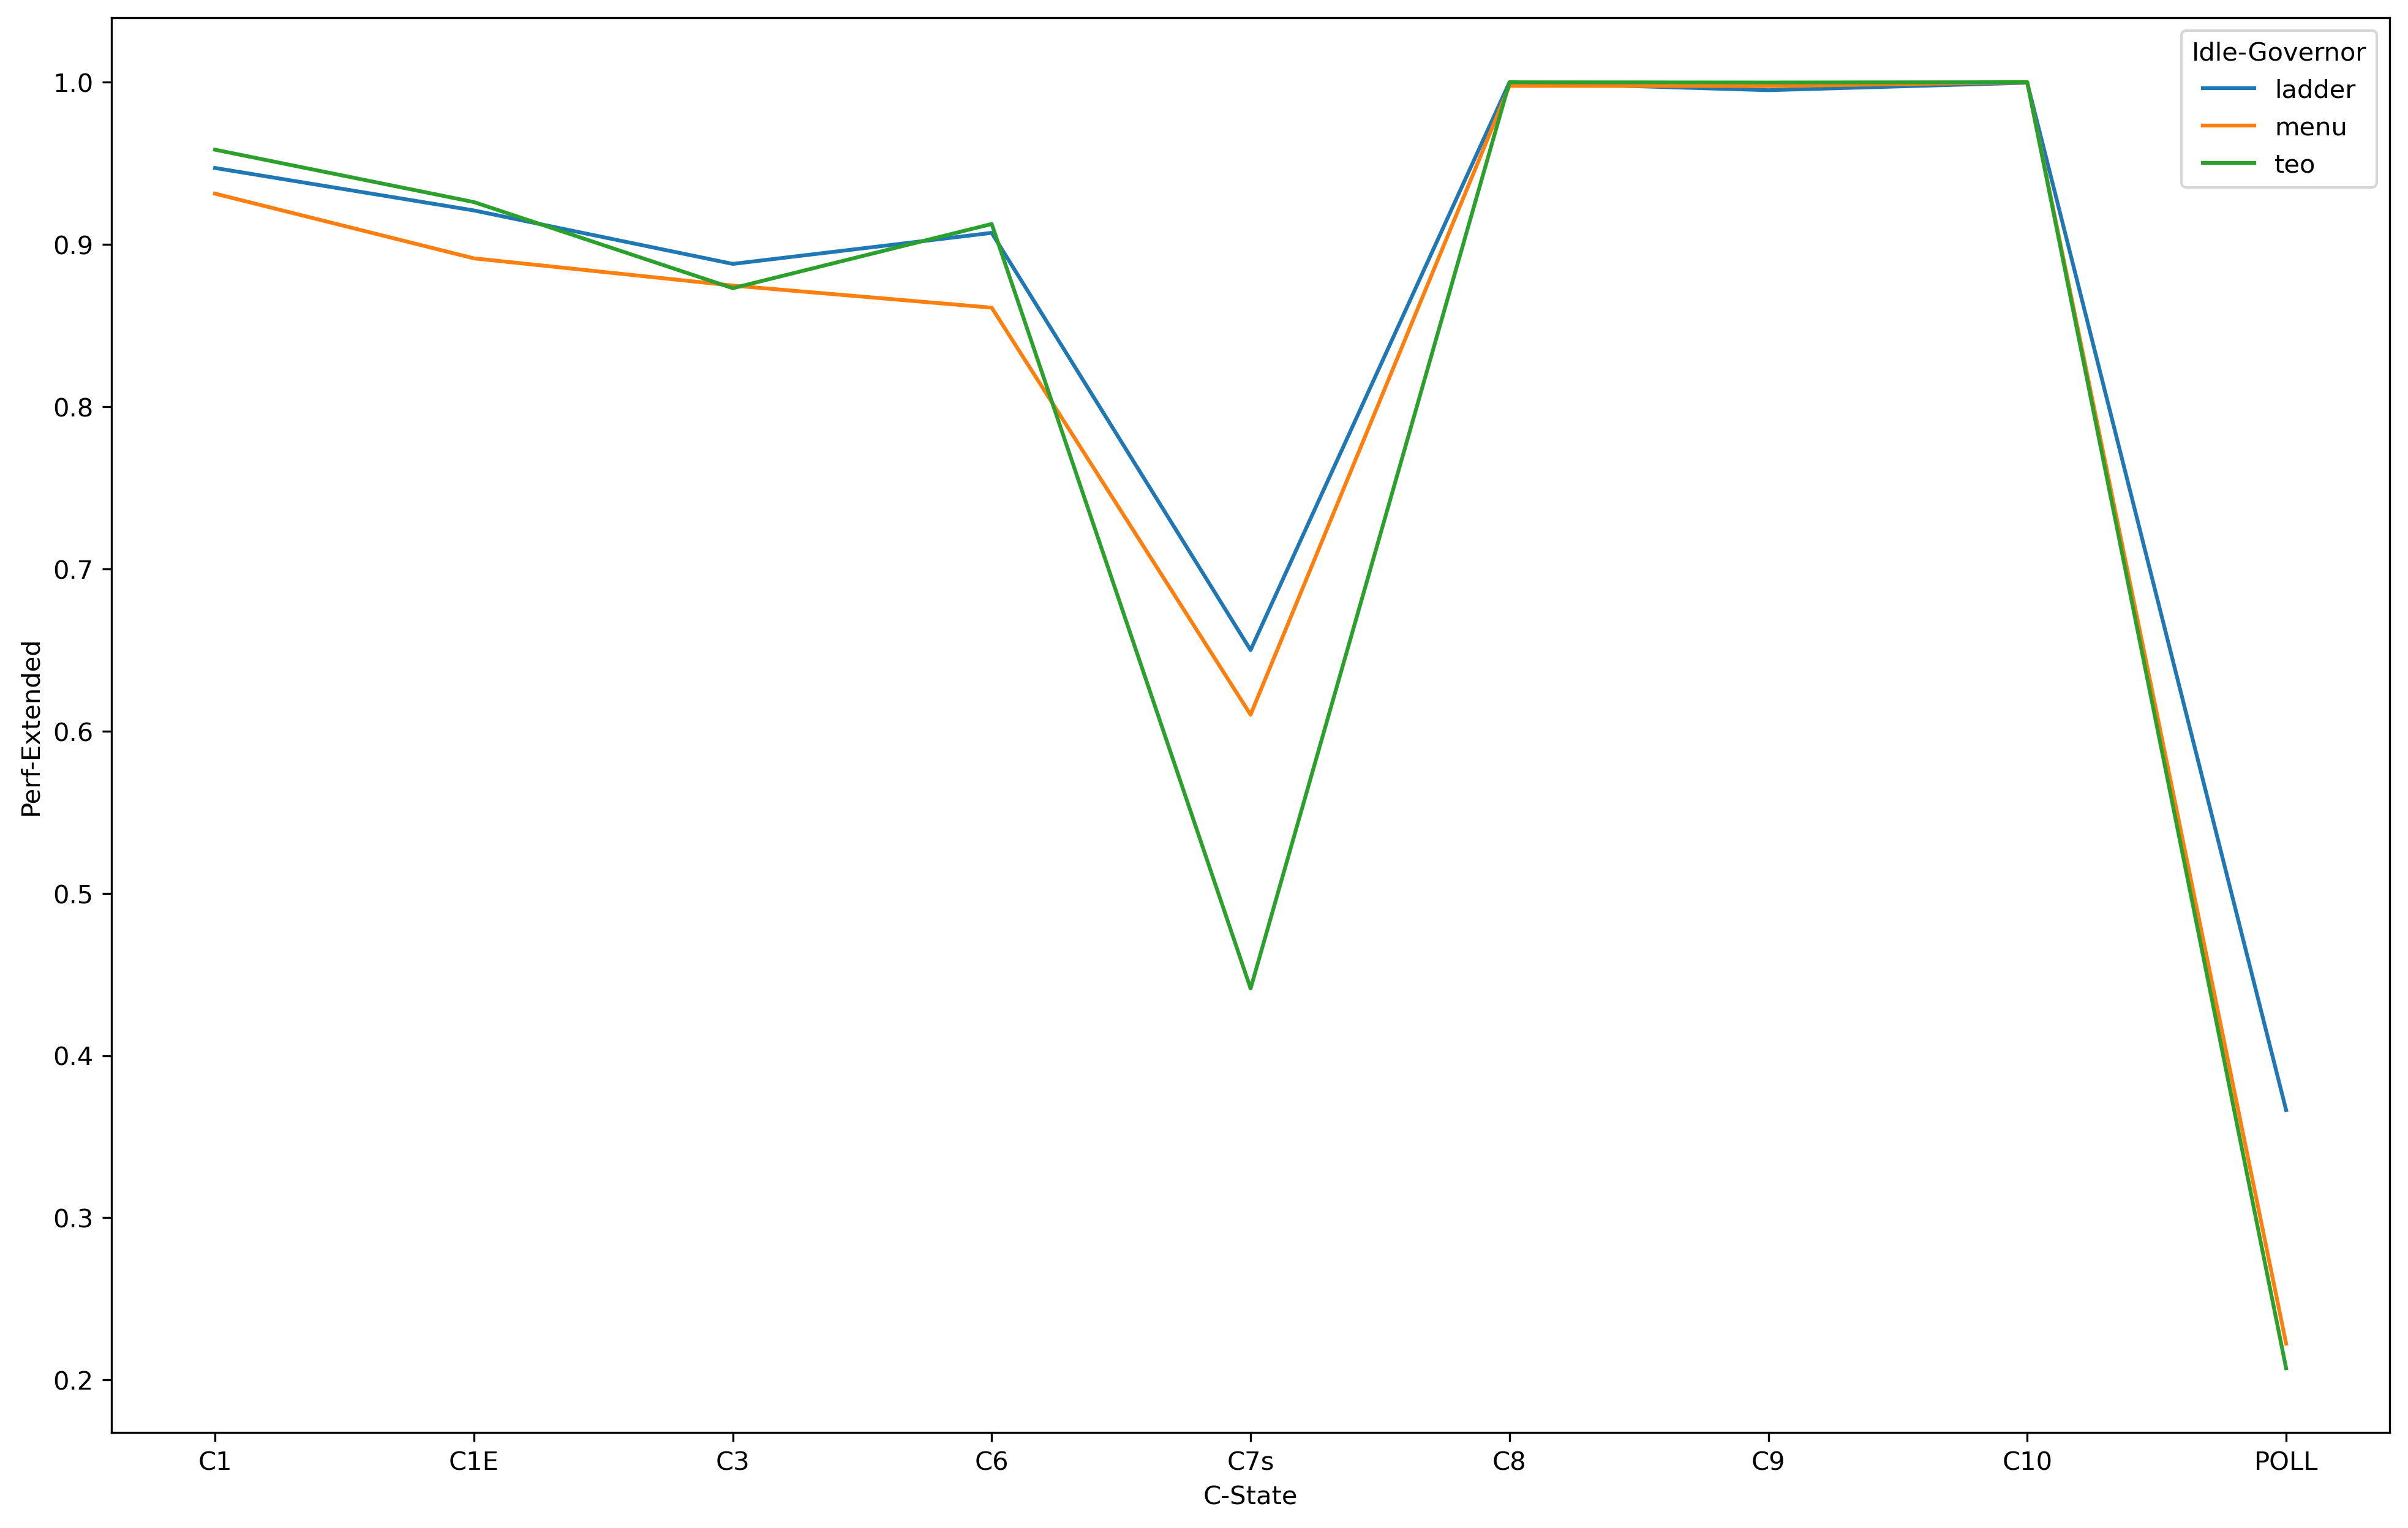 Idle-Governor
ladder
menu
teo
1.0
0.9
0.8
0.7
0.6
0.5
0.4
0.3
0.2
Perf-Extended
C1 C1E C3 C6 C7s C8 C9 C10 POLL
C-State